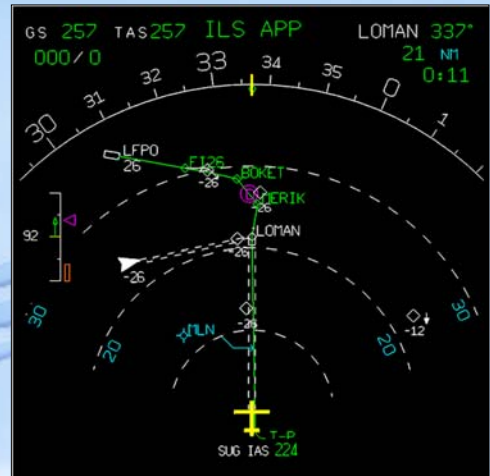 GS 257 TAS257 ILS APP LOMAN 337°
000/0 21 NM
0:11
30 31 32 33 34 35 0 1
LFPO
26
FI26
-26
BOKET
MERIK
-26
LOMAN
-26
92
-26
30 30
-26
-12
20 20
MLN
T-P
SUG IAS 224